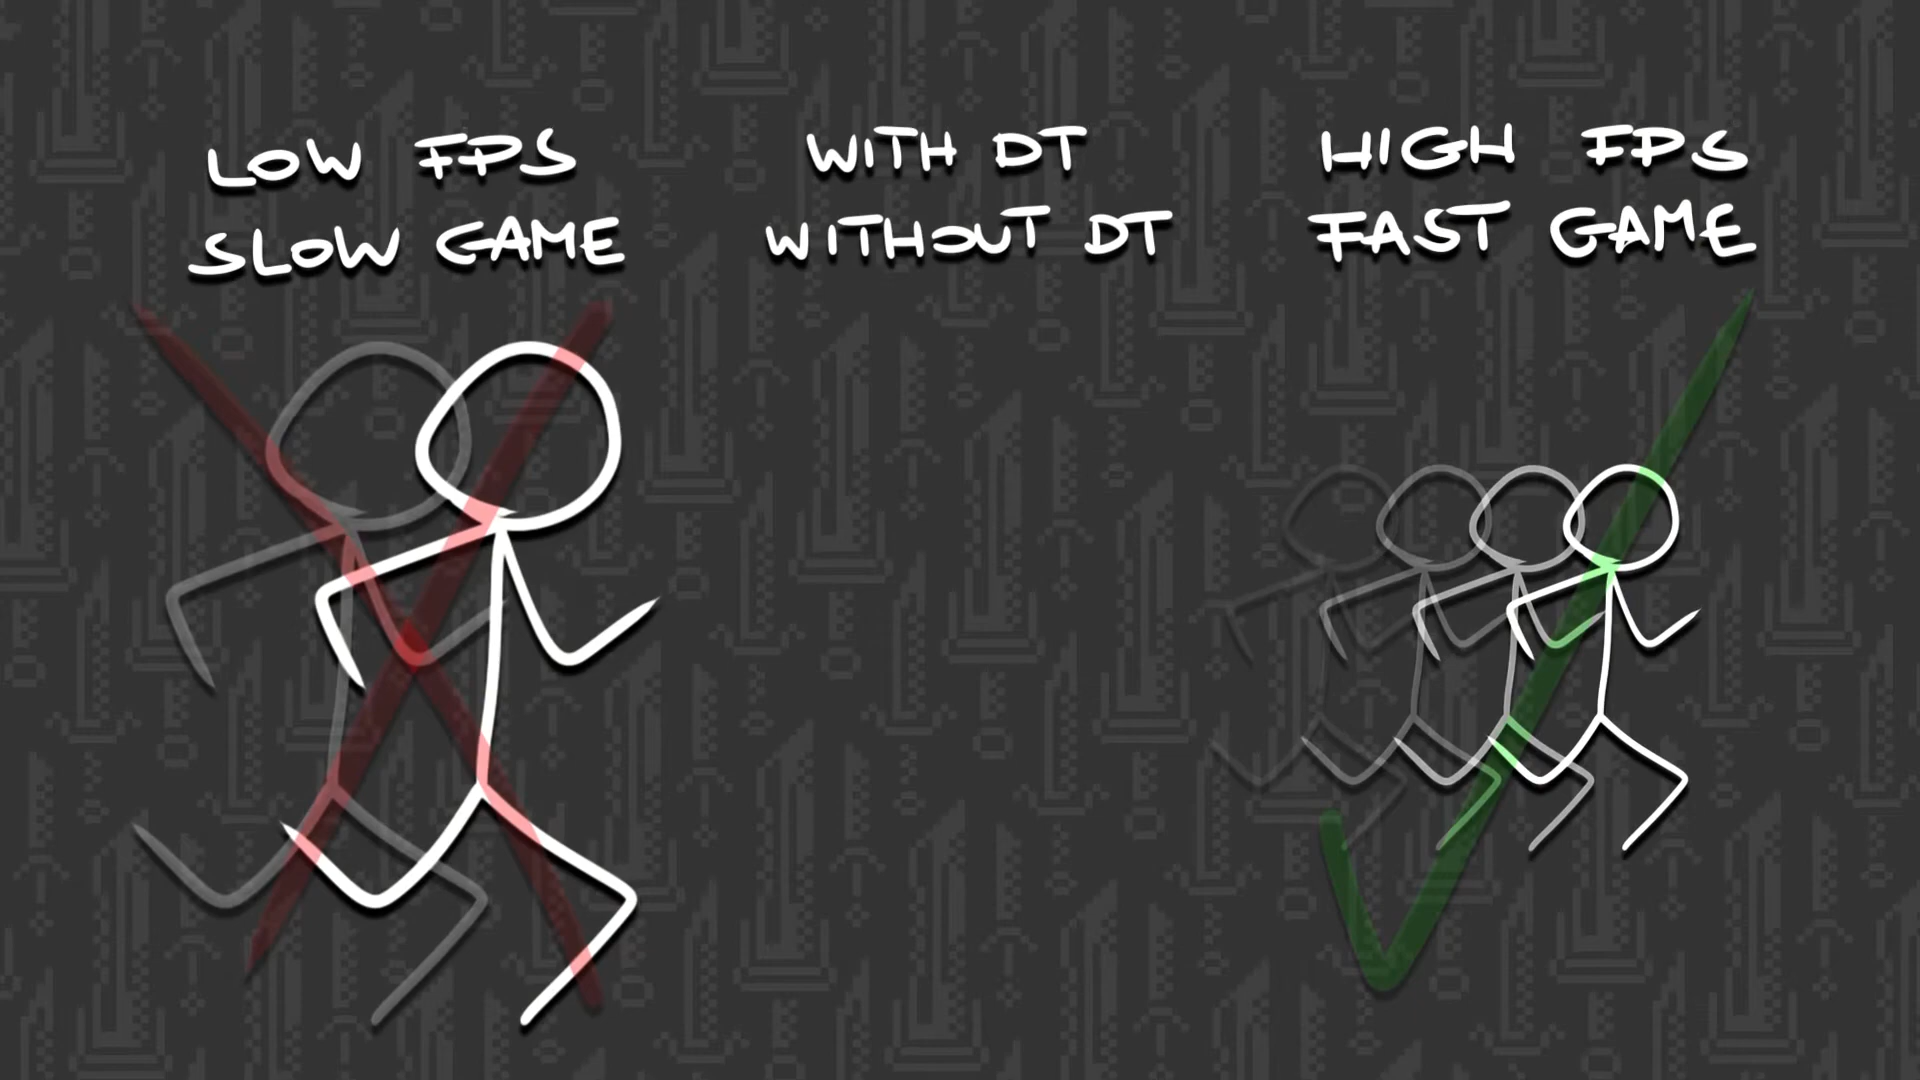 LOW FPS
SLOW GAME
WITH DT
WITHOUT DT
HIGH FPS
FAST GAME